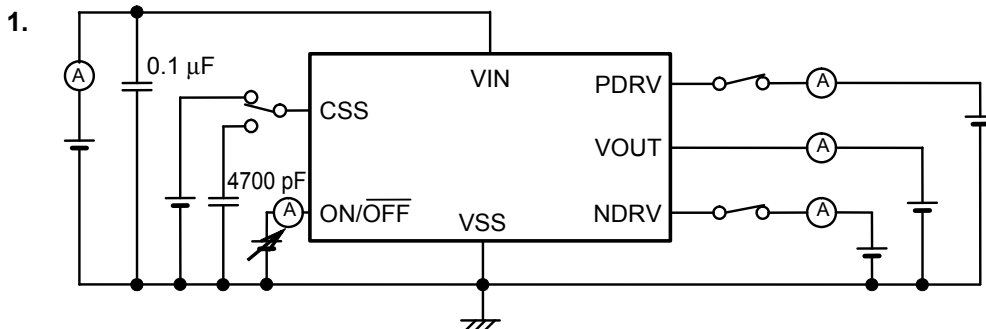 1.
A
0.1 μF
VIN
PDRV
A
CSS
VOUT
A
4700 pF
A
ON/OFF
VSS
NDRV
A